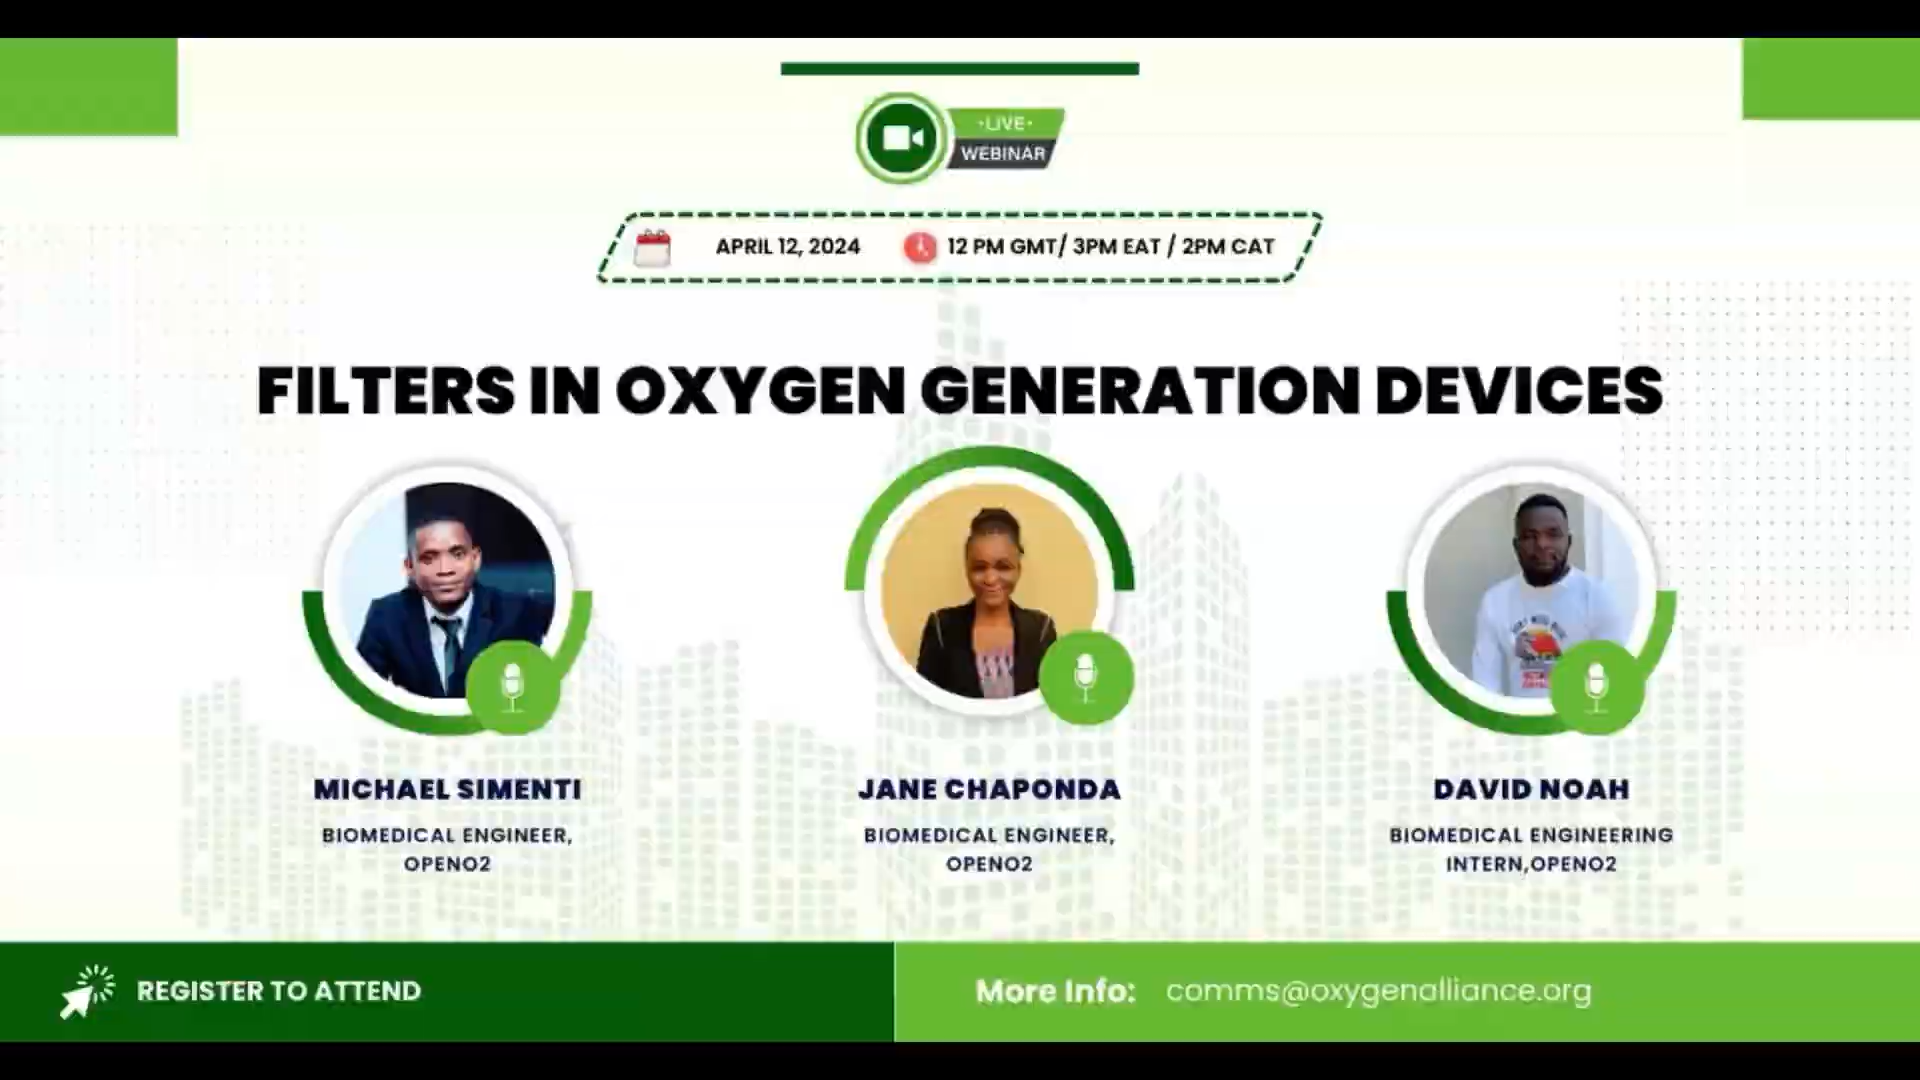 ·LIVE·
WEBINAR
APRIL 12, 2024
12 PM GMT/ 3PM EAT / 2PM CAT
FILTERS IN OXYGEN GENERATION DEVICES
MICHAEL SIMENTI
BIOMEDICAL ENGINEER,
OPENO2
JANE CHAPONDA
BIOMEDICAL ENGINEER,
OPENO2
DAVID NOAH
BIOMEDICAL ENGINEERING
INTERN,OPENO2
REGISTER TO ATTEND
More Info: comms@oxygenalliance.org